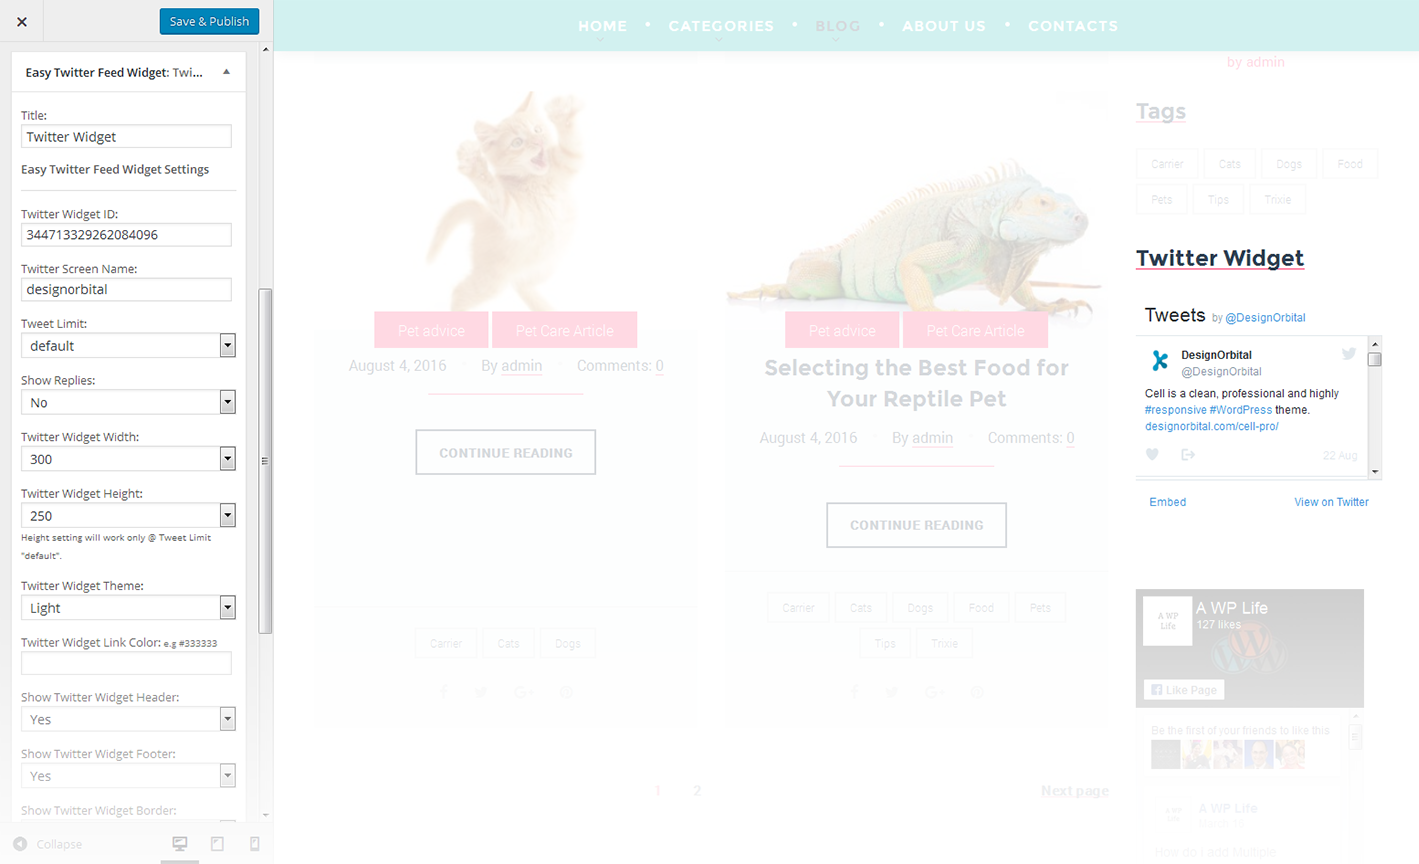 Save & Publish
Easy Twitter Feed Widget: Twi...
Title:
Twitter Widget
Easy Twitter Feed Widget Settings
Twitter Widget ID:
344713329262084096
Twitter Screen Name:
designorbital
Tweet Limit:
default
Show Replies:
No
Twitter Widget Width:
300
Twitter Widget Height:
250
Height setting will work only @ Tweet Limit
"default".
Twitter Widget Theme:
Light
Twitter Widget Link Color: e.g #333333
Show Twitter Widget Header:
Yes
Show Twitter Widget Footer:
Yes
Show Twitter Widget Border:
Collapse
HOME • CATEGORIES • BLOG • ABOUT US • CONTACTS
Pet advice Pet Care Article
August 4, 2016 By admin Comments: 0
CONTINUE READING
Carrier Cats Dogs
Pet advice Pet Care Article
Selecting the Best Food for
Your Reptile Pet
August 4, 2016 By admin Comments: 0
CONTINUE READING
Carrier Cats Dogs Food Pets
Tips Trixie
1 2 Next page
by admin
Tags
Carrier Cats Dogs Food
Pets Tips Trixie
Twitter Widget
Tweets by @DesignOrbital
DesignOrbital
@DesignOrbital
Cell is a clean, professional and highly
#responsive #WordPress theme.
designorbital.com/cell-pro/
22 Aug
Embed View on Twitter
A WP
Life
A WP Life
127 likes
Like Page
Be the first of your friends to like this
A WP
Life
A WP Life
How do I add Multiple